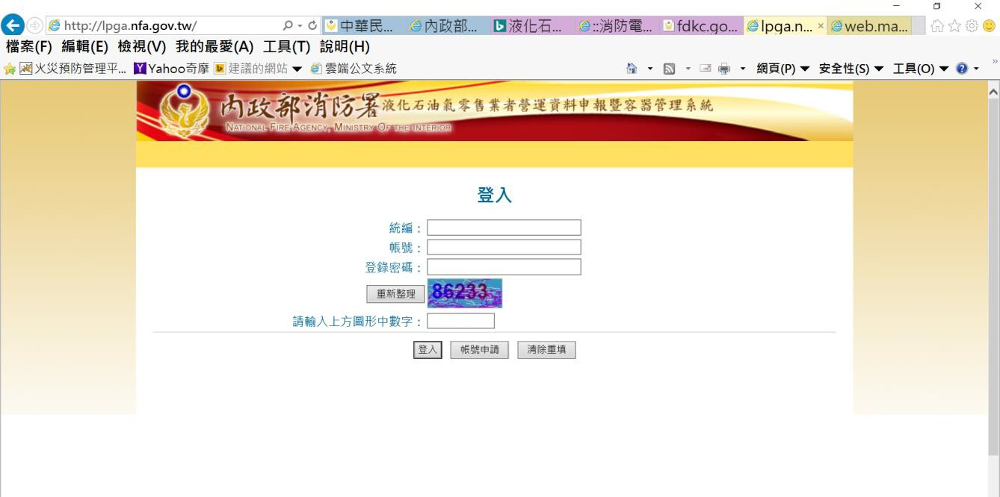 http://lpga.nfa.gov.tw/ 中華民... 內政部... 液化石... ::消防電... fdkc.go... lpga.n... × web.ma...
檔案(F) 編輯(E) 檢視(V) 我的最愛(A) 工具(T) 說明(H)
火災預防管理平... Yahoo奇摩 建議的網站 雲端公文系統 網頁(P) 安全性(S) 工具(O)
內政部消防署 液化石油氣零售業者營運資料申報暨容器管理系統
NATIONAL FIRE AGENCY, MINISTRY OF THE INTERIOR
登入
統編：
帳號：
登錄密碼：
重新整理 86233
請輸入上方圖形中數字：
登入 帳號申請 清除重填